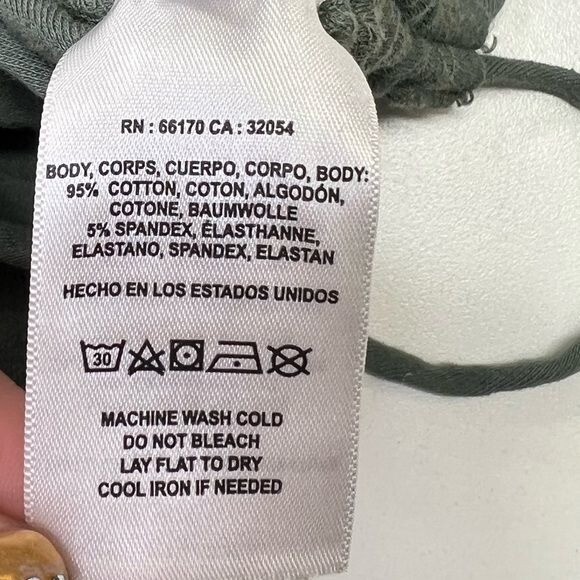 RN : 66170 CA : 32054
BODY, CORPS, CUERPO, CORPO, BODY:
95% COTTON, COTON, ALGODÓN,
COTONE, BAUMWOLLE
5% SPANDEX, ÉLASTHANNE,
ELASTANO, SPANDEX, ELASTAN
HECHO EN LOS ESTADOS UNIDOS
30
MACHINE WASH COLD
DO NOT BLEACH
LAY FLAT TO DRY
COOL IRON IF NEEDED